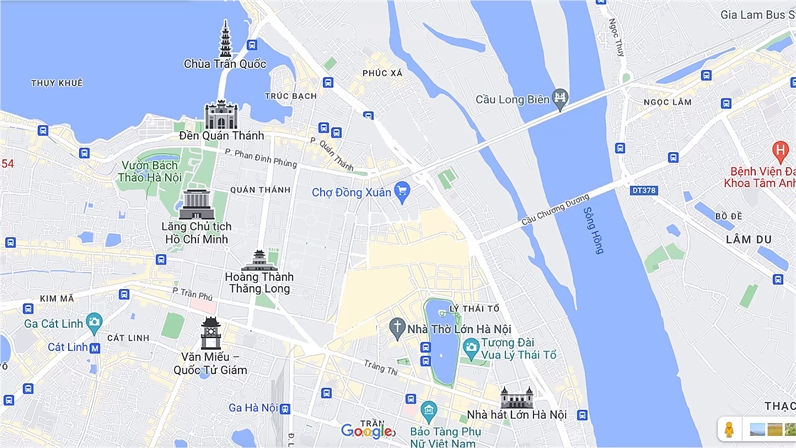 Gia Lam Bus S
Chùa Trấn Quốc
Ngọc Thụy
PHÚC XÁ
THỤY KHUÊ
TRÚC BẠCH
Cầu Long Biên
NGỌC LÂM
Đền Quán Thánh
P. Quán Thánh
P. Phan Đình Phùng
54
Vườn Bách
Thảo Hà Nội
Bệnh Viện Đa
Khoa Tâm Anh
QUÁN THÁNH
Chợ Đồng Xuân
DT378
Cầu Chương Dương
Sông Hồng
BỒ ĐỀ
Lăng Chủ tịch
Hồ Chí Minh
LÂM DU
Hoàng Thành
Thăng Long
P. Trần Phú
KIM MÃ
LÝ THÁI TỔ
Ga Cát Linh
CÁT LINH
Nhà Thờ Lớn Hà Nội
Cát Linh M
Tượng Đài
Vua Lý Thái Tổ
Văn Miếu –
Quốc Tử Giám
Tràng Thi
Ga Hà Nội
Nhà hát Lớn Hà Nội
THẠC
TRẦN
Google
Bảo Tàng Phụ
Nữ Việt Nam